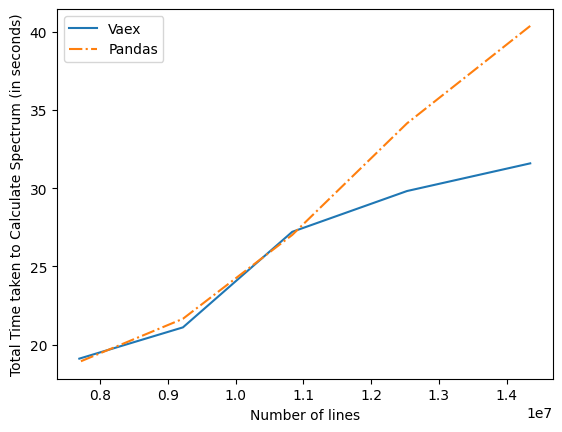 Vaex
Pandas
Total Time taken to Calculate Spectrum (in seconds)
40
35
30
25
20
0.8 0.9 1.0 1.1 1.2 1.3 1.4
1e7
Number of lines